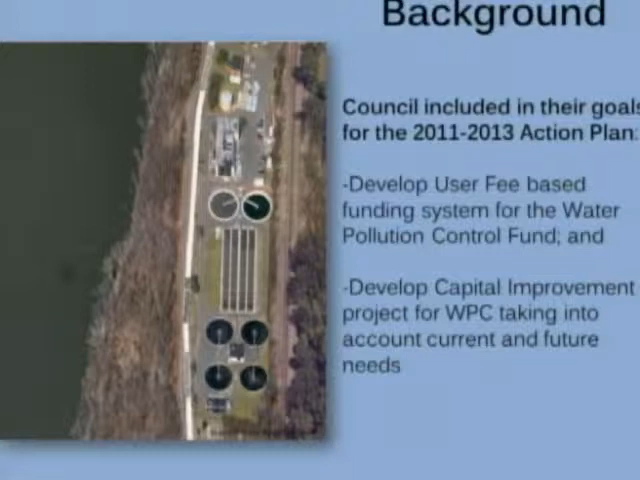 Background
Council included in their goals
for the 2011-2013 Action Plan:
-Develop User Fee based
funding system for the Water
Pollution Control Fund; and
-Develop Capital Improvement
project for WPC taking into
account current and future
needs